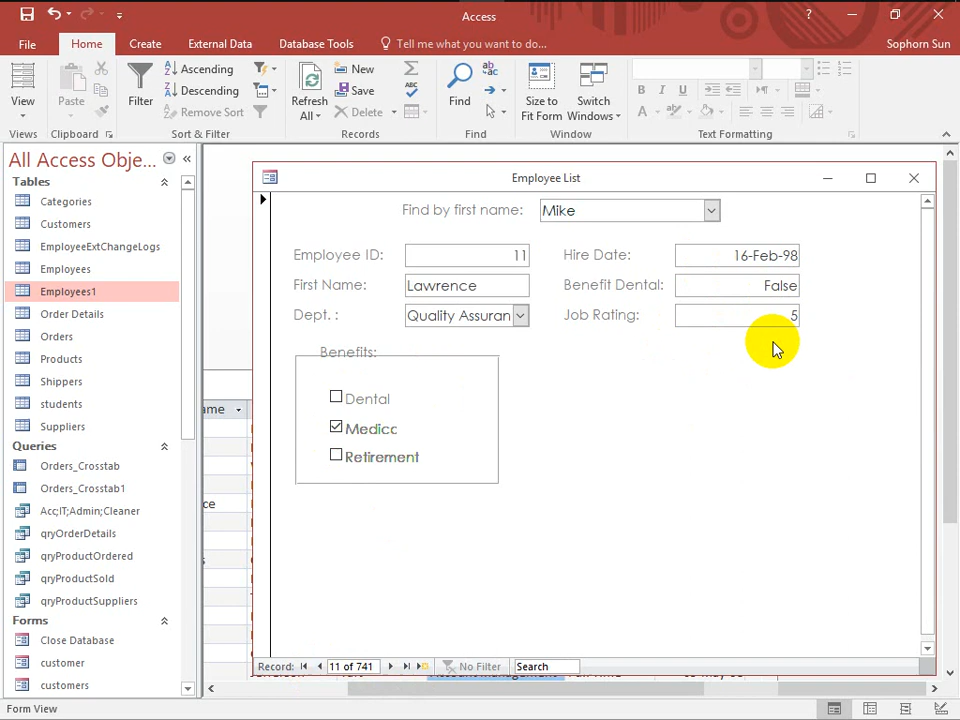 Access
?
Sophorn Sun
File
Home
Create
External Data
Database Tools
Tell me what you want to do...
View
Views
Paste
Clipboard
Filter
Ascending
Descending
Remove Sort
Sort & Filter
Refresh
All
New
Save
Delete
Records
Find
Find
Size to
Fit Form
Switch
Windows
Window
B I U
A
Text Formatting
All Access Obje...
Tables
Categories
Customers
EmployeeExtChangeLogs
Employees
Employees1
Order Details
Orders
Products
Shippers
students
Suppliers
Queries
Orders_Crosstab
Orders_Crosstab1
Acc;IT;Admin;Cleaner
qryOrderDetails
qryProductOrdered
qryProductSold
qryProductSuppliers
Forms
Close Database
customer
customers
ame
ce
Employee List
Find by first name: Mike
Employee ID: 11
Hire Date: 16-Feb-98
First Name: Lawrence
Benefit Dental: False
Dept. : Quality Assuran
Job Rating: 5
Benefits:
Dental
Medicc
Retirement
Record: 11 of 741 No Filter Search
Form View